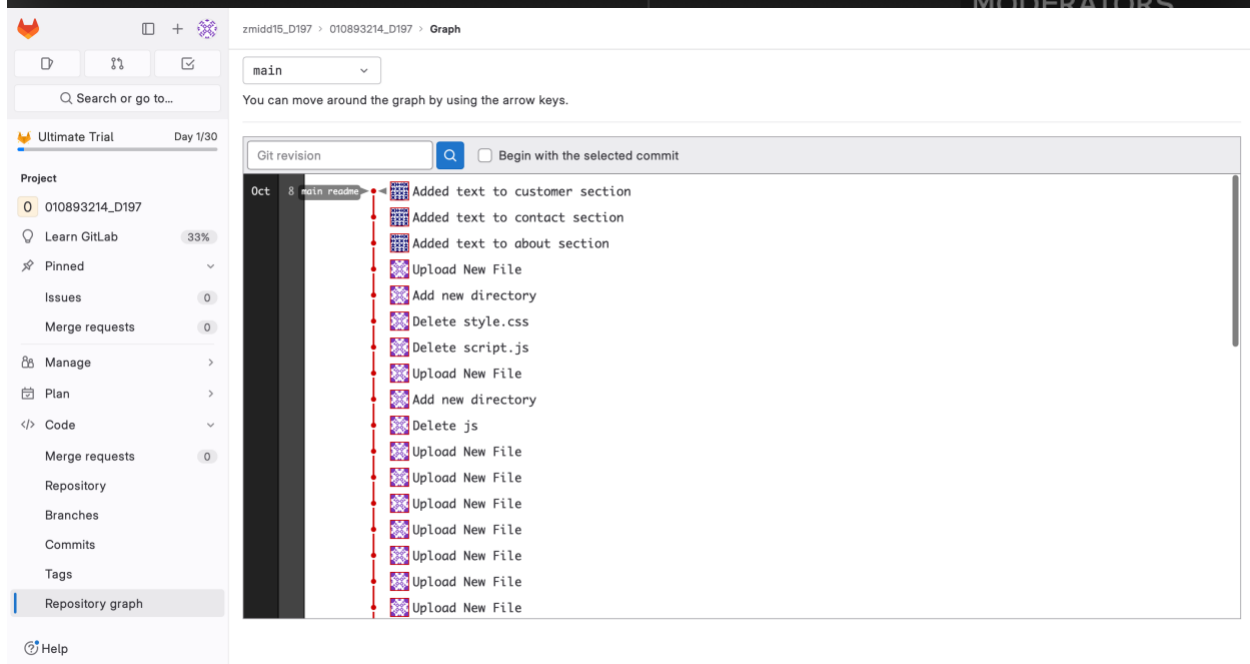 MODERATORS
zmidd15_D197 > 010893214_D197 > Graph
Search or go to...
Ultimate Trial Day 1/30
Project
O 010893214_D197
Learn GitLab 33%
Pinned
Issues 0
Merge requests 0
Manage
Plan
Code
Merge requests 0
Repository
Branches
Commits
Tags
Repository graph
Help
main
You can move around the graph by using the arrow keys.
Git revision Begin with the selected commit
Oct 8 main readme Added text to customer section
Added text to contact section
Added text to about section
Upload New File
Add new directory
Delete style.css
Delete script.js
Upload New File
Add new directory
Delete js
Upload New File
Upload New File
Upload New File
Upload New File
Upload New File
Upload New File
Upload New File